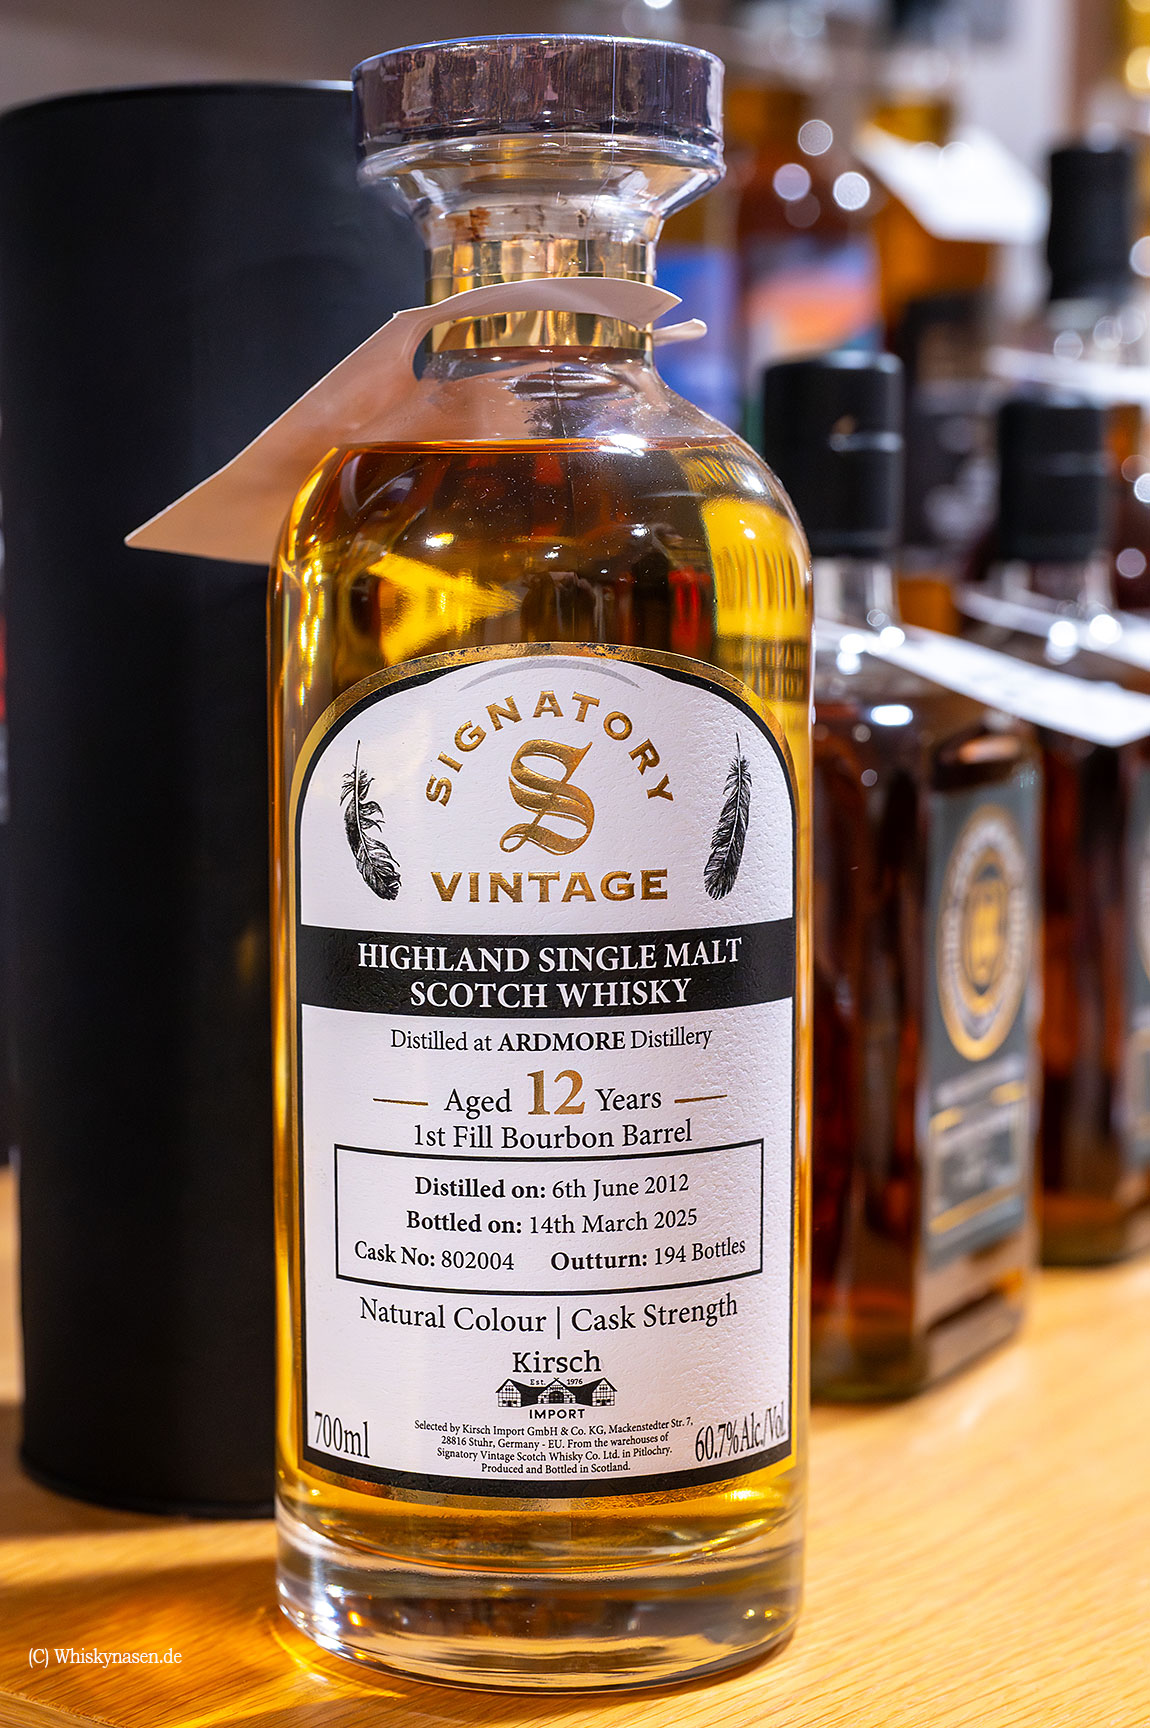 SIGNATORY
S
VINTAGE
HIGHLAND SINGLE MALT
SCOTCH WHISKY
Distilled at ARDMORE Distillery
Aged 12 Years
1st Fill Bourbon Barrel
Distilled on: 6th June 2012
Bottled on: 14th March 2025
Cask No: 802004 Outturn: 194 Bottles
Natural Colour | Cask Strength
Kirsch
Est. 1976
IMPORT
700ml
Selected by Kirsch Import GmbH & Co. KG, Mackenstedter Str. 7,
28816 Stuhr, Germany - EU. From the warehouses of
Signatory Vintage Scotch Whisky Co. Ltd. in Pitlochry.
Produced and Bottled in Scotland.
60.7%Alc./Vol.
(C) Whiskynasen.de